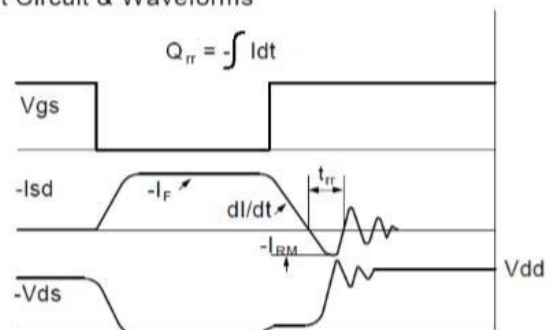 t Circuit & Waveforms
Qrr = -∫ Idt
Vgs
-Isd
-IF
trr
dI/dt
-IRM
Vdd
-Vds